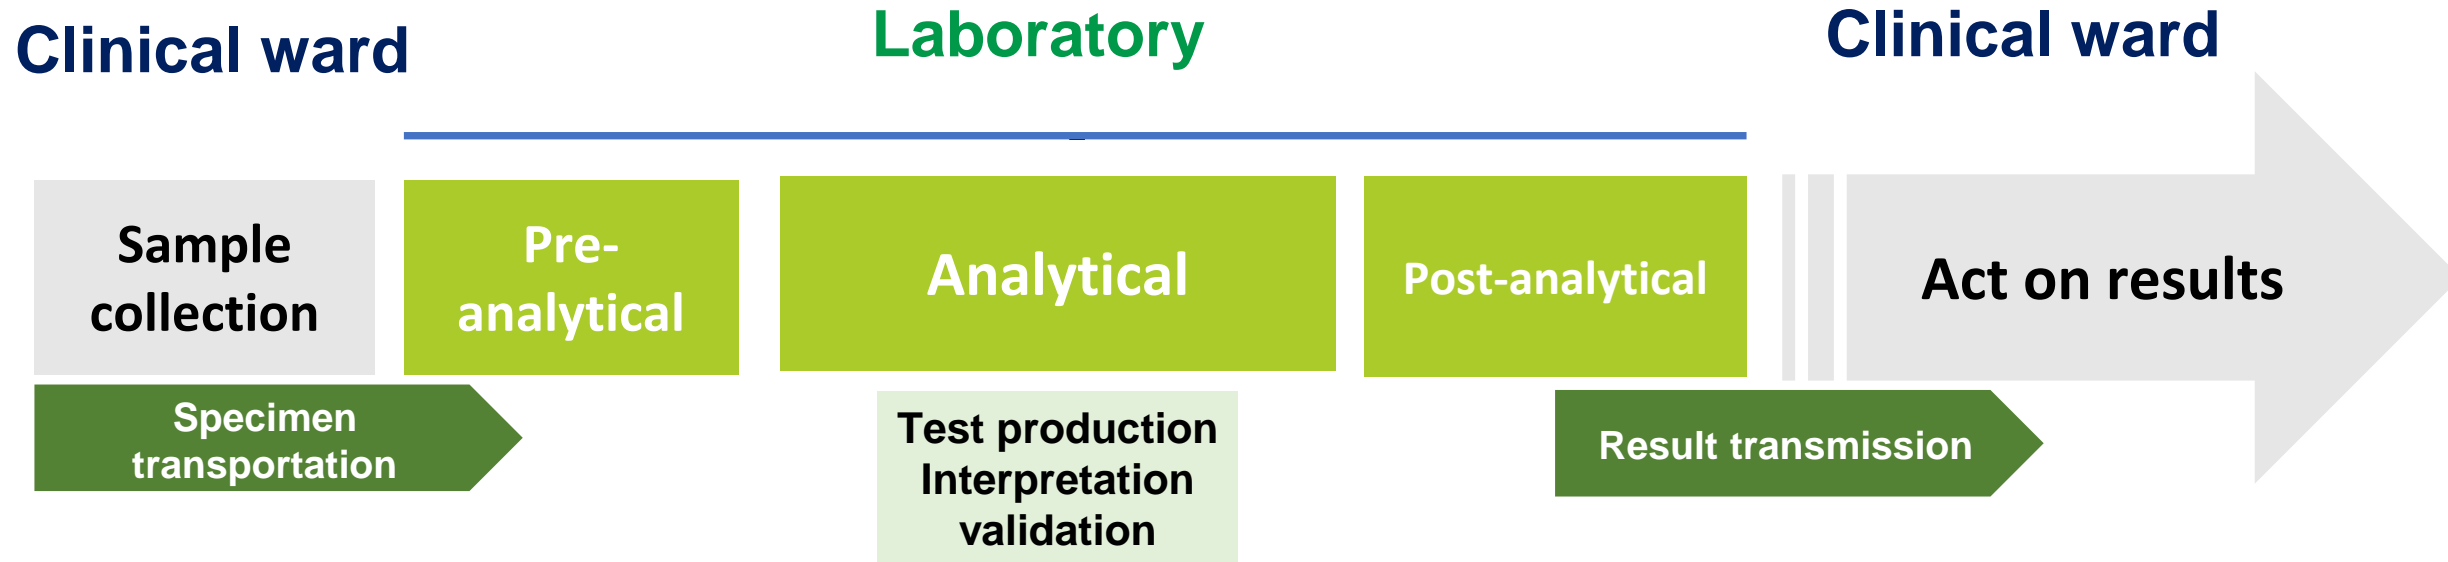 Clinical ward
Laboratory
Clinical ward
Sample
collection
Pre-
analytical
Analytical
Post-analytical
Act on results
Specimen
transportation
Test production
Interpretation
validation
Result transmission